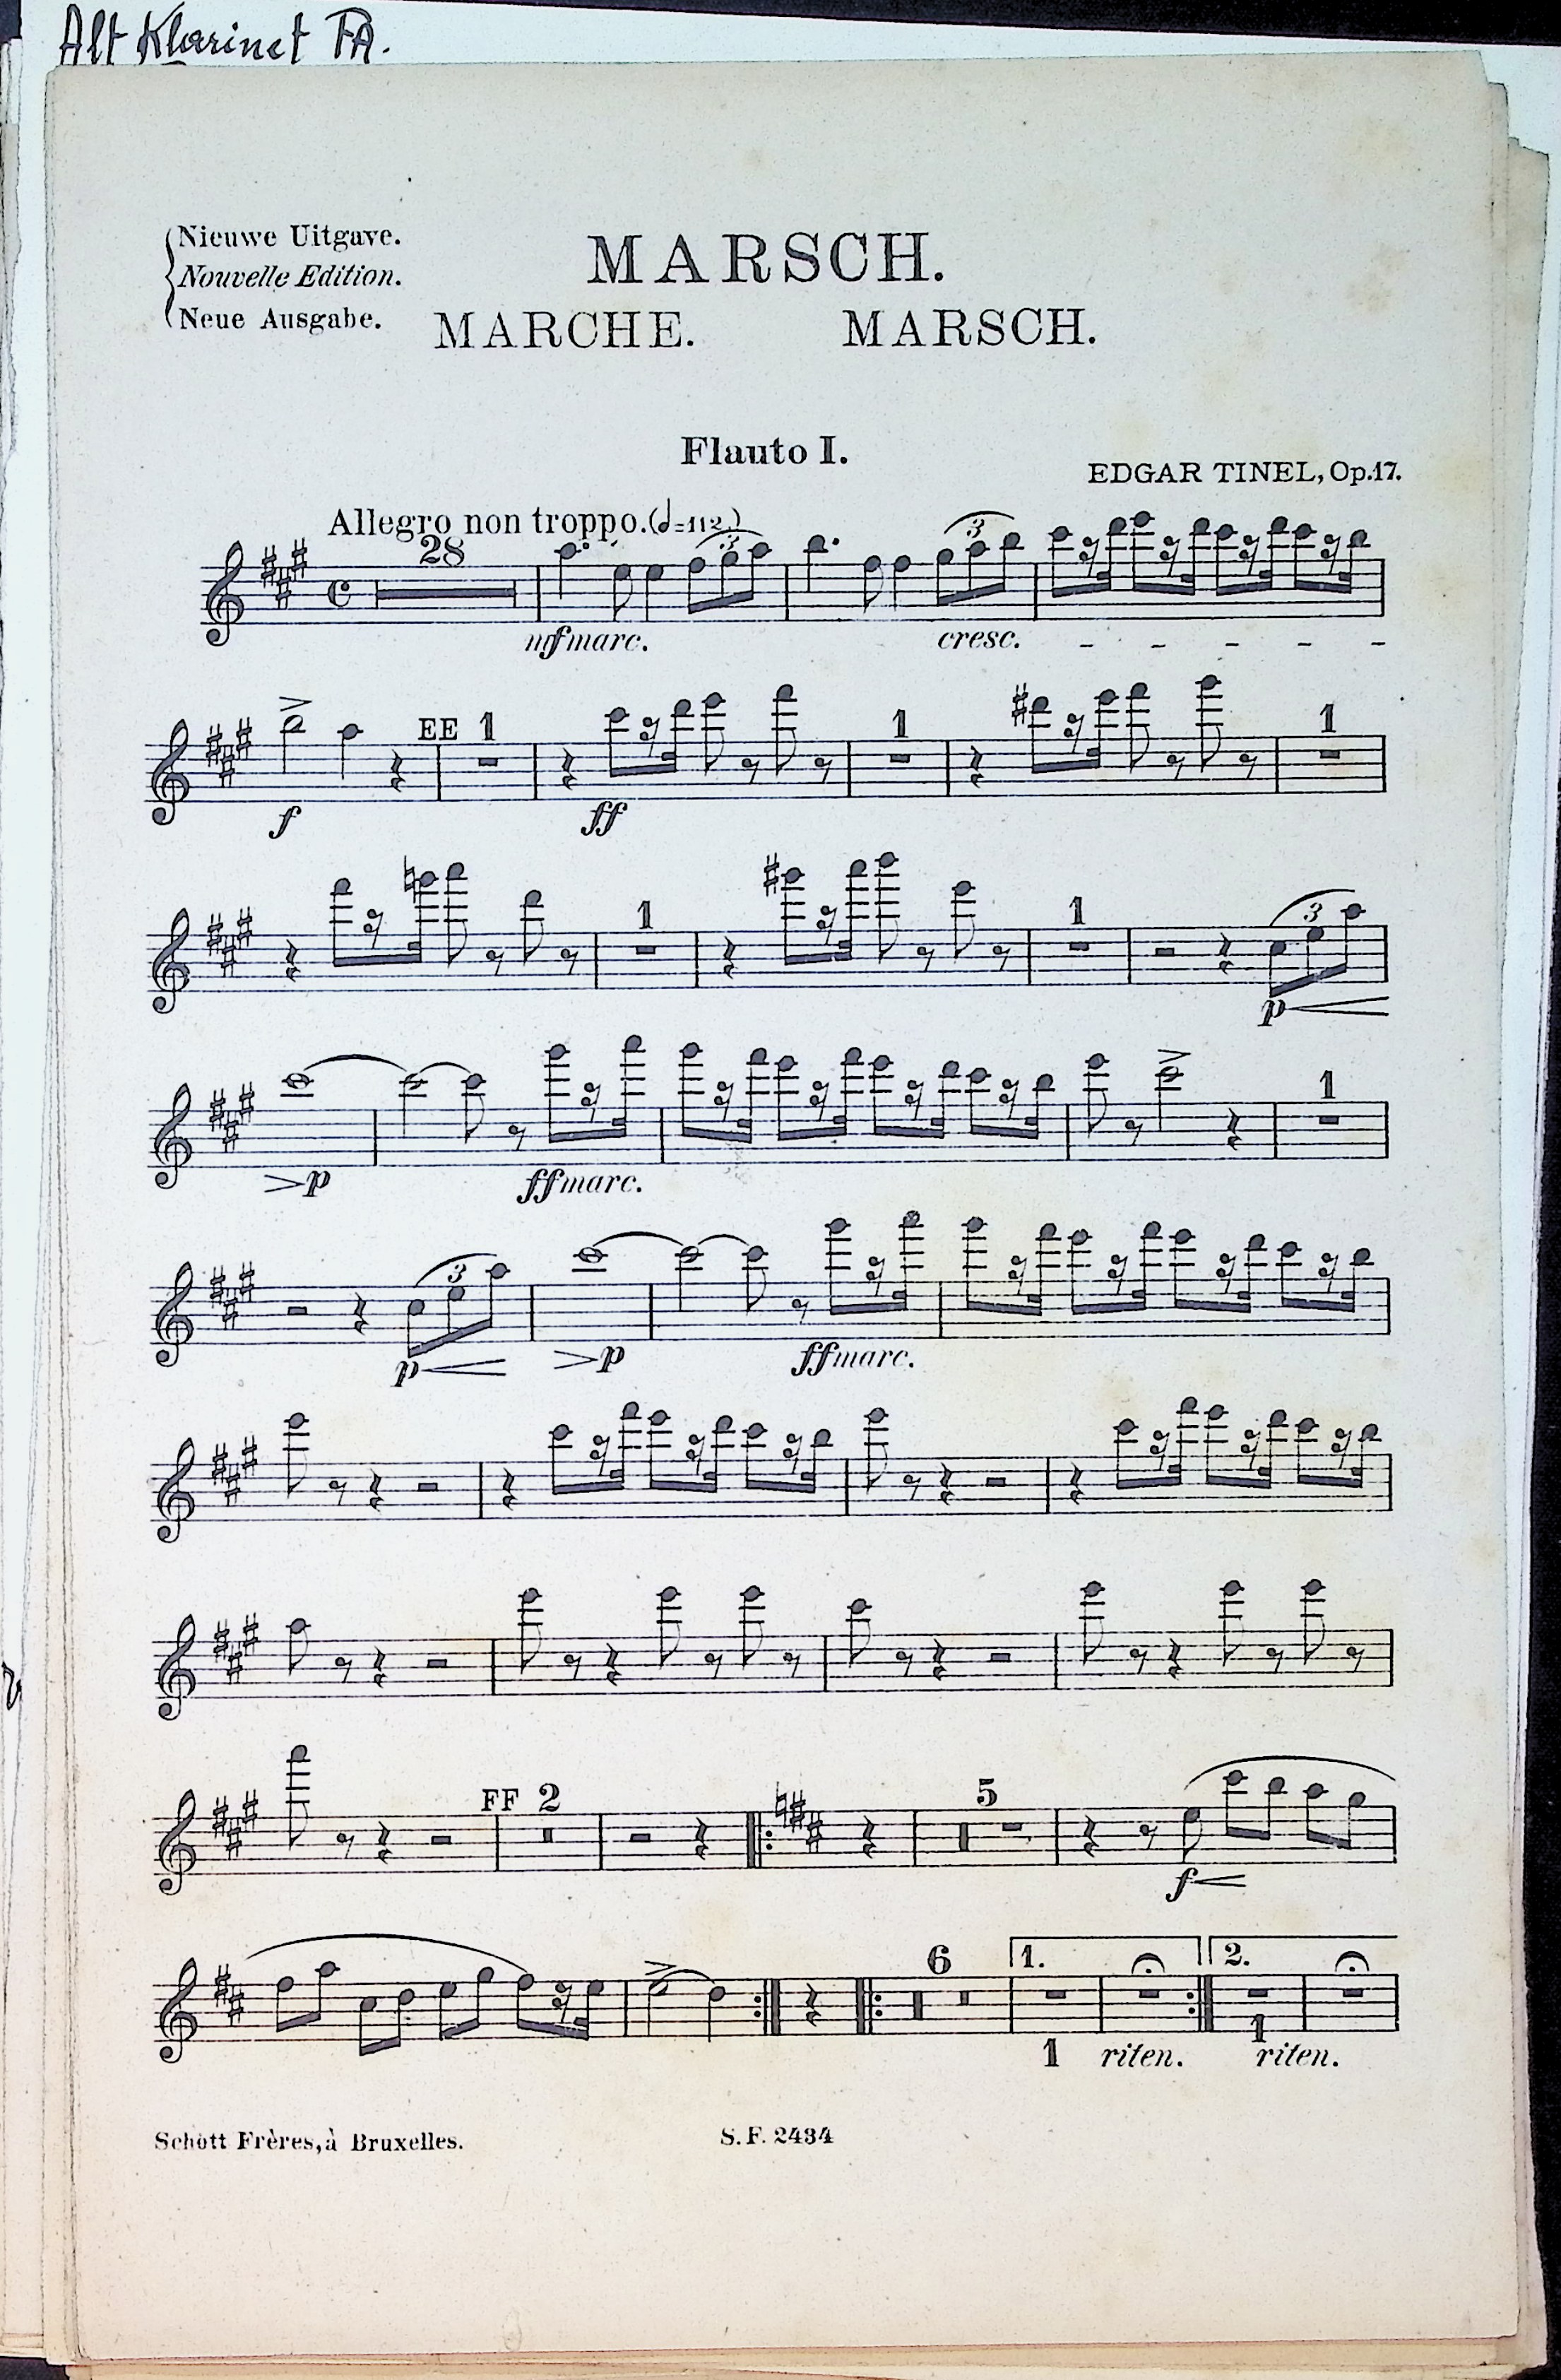 Alt Klarinet FA.
Nieuwe Uitgave.
Nouvelle Edition.
Neue Ausgabe.
MARSCH.
MARCHE. MARSCH.
Flauto I.
EDGAR TINEL, Op.17.
Allegro non troppo. (𝅗𝅥=112.)
28 3 3
mf marc. cresc.
EE 1 1 1
f ff
1 1 3
p
1
p ff marc.
3
p p ff marc.
FF 2 5
f
6 1. 2.
1 riten. 1 riten.
Schott Frères, à Bruxelles. S.F. 2434